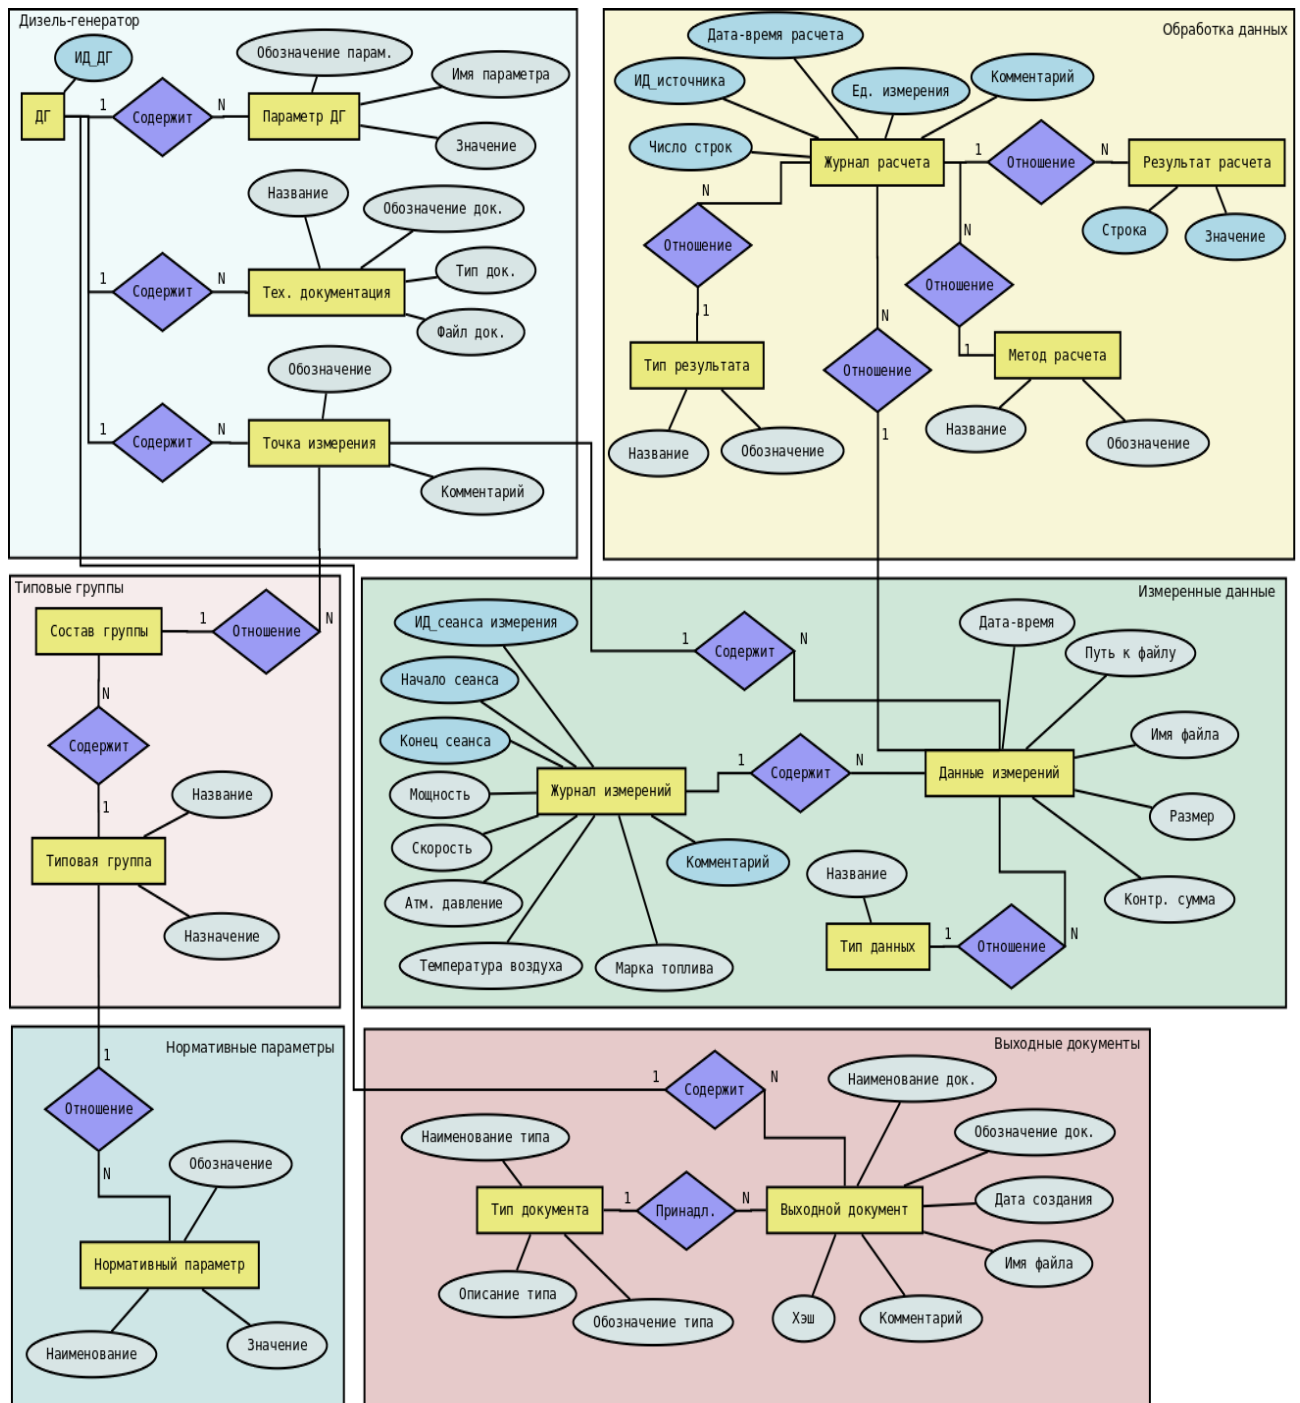 Дизель-генератор
ИД_ДГ
ДГ
1
Содержит
N
Обозначение парам.
Имя параметра
Параметр ДГ
Значение
Название
Обозначение док.
1
Содержит
N
Тех. документация
Тип док.
Файл док.
Обозначение
1
Содержит
N
Точка измерения
Комментарий
Обработка данных
Дата-время расчета
ИД_источника
Ед. измерения
Комментарий
Число строк
Журнал расчета
1
Отношение
N
Результат расчета
Строка
Значение
N
Отношение
1
Тип результата
Название
Обозначение
N
Отношение
1
N
Отношение
1
Метод расчета
Название
Обозначение
Типовые группы
Состав группы
1
Отношение
N
N
Содержит
1
Название
Типовая группа
Назначение
Измеренные данные
ИД_сеанса измерения
Начало сеанса
Конец сеанса
Мощность
Скорость
Атм. давление
Температура воздуха
Марка топлива
Журнал измерений
Комментарий
1
Содержит
N
1
Содержит
N
Дата-время
Путь к файлу
Имя файла
Данные измерений
Размер
Контр. сумма
Название
Тип данных
1
Отношение
N
Нормативные параметры
1
Отношение
N
Обозначение
Нормативный параметр
Наименование
Значение
Выходные документы
1
Содержит
N
Наименование док.
Обозначение док.
Наименование типа
Тип документа
1
Принадл.
N
Выходной документ
Дата создания
Имя файла
Описание типа
Обозначение типа
Хэш
Комментарий